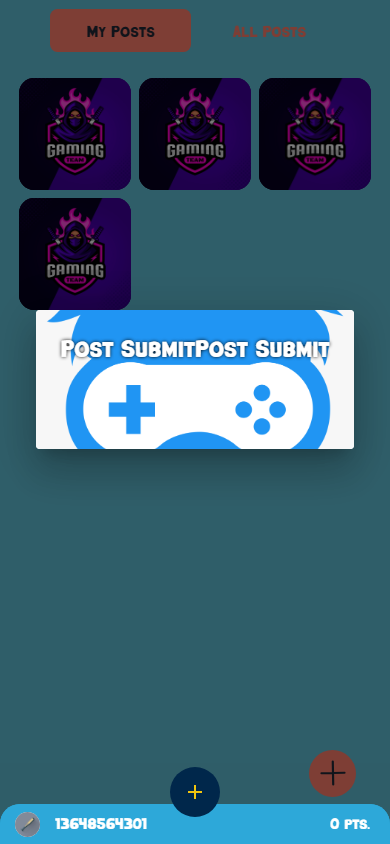 My Posts
All Posts
GAMING
TEAM
GAMING
TEAM
GAMING
TEAM
GAMING
TEAM
Post SubmitPost Submit
13648564301
0 pts.